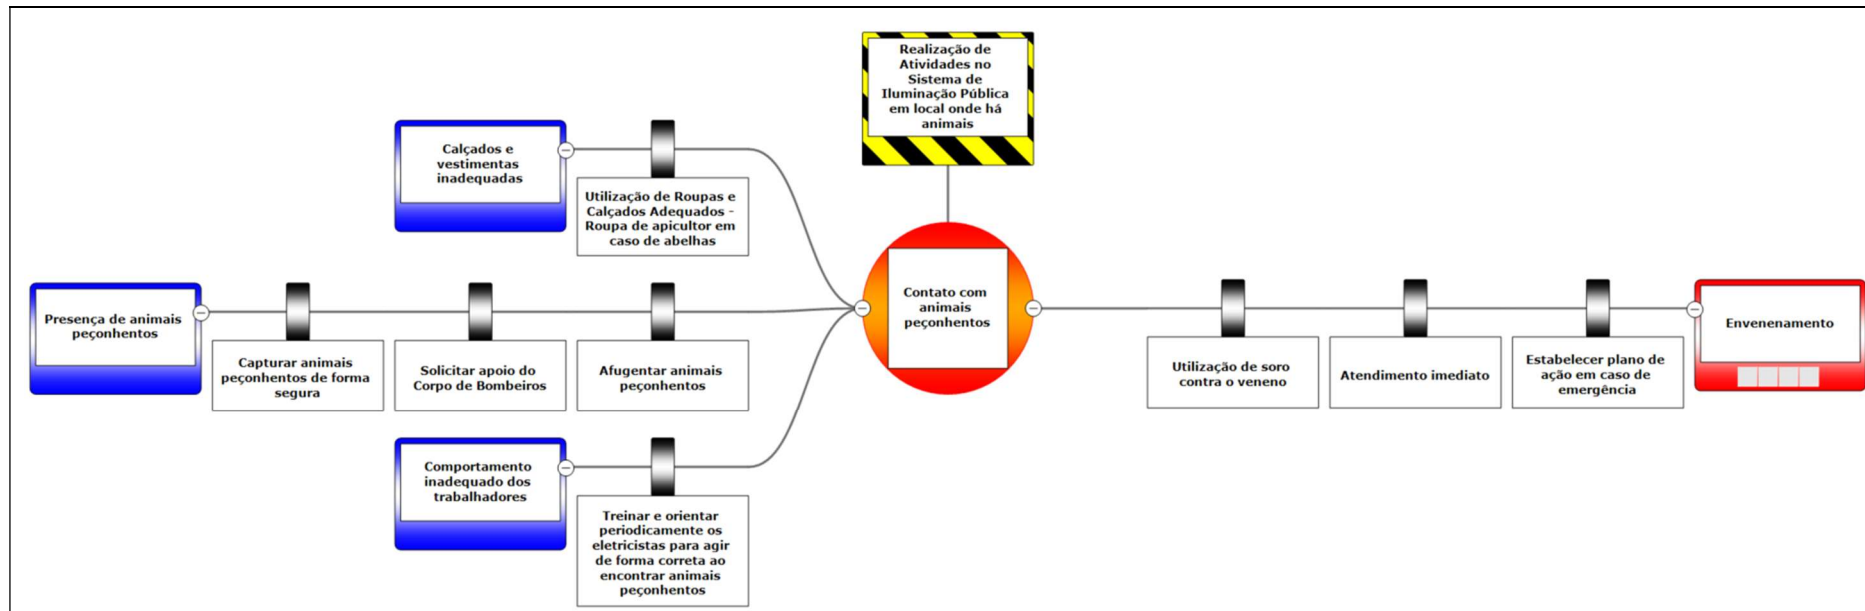 Realização de
Atividades no
Sistema de
Iluminação Pública
em local onde há
animais
Calçados e
vestimentas
inadequadas
Utilização de Roupas e
Calçados Adequados -
Roupa de apicultor em
caso de abelhas
Presença de animais
peçonhentos
Capturar animais
peçonhentos de forma
segura
Solicitar apoio do
Corpo de Bombeiros
Afugentar animais
peçonhentos
Contato com
animais
peçonhentos
Utilização de soro
contra o veneno
Atendimento imediato
Estabelecer plano de
ação em caso de
emergência
Envenenamento
Comportamento
inadequado dos
trabalhadores
Treinar e orientar
periodicamente os
eletricistas para agir
de forma correta ao
encontrar animais
peçonhentos